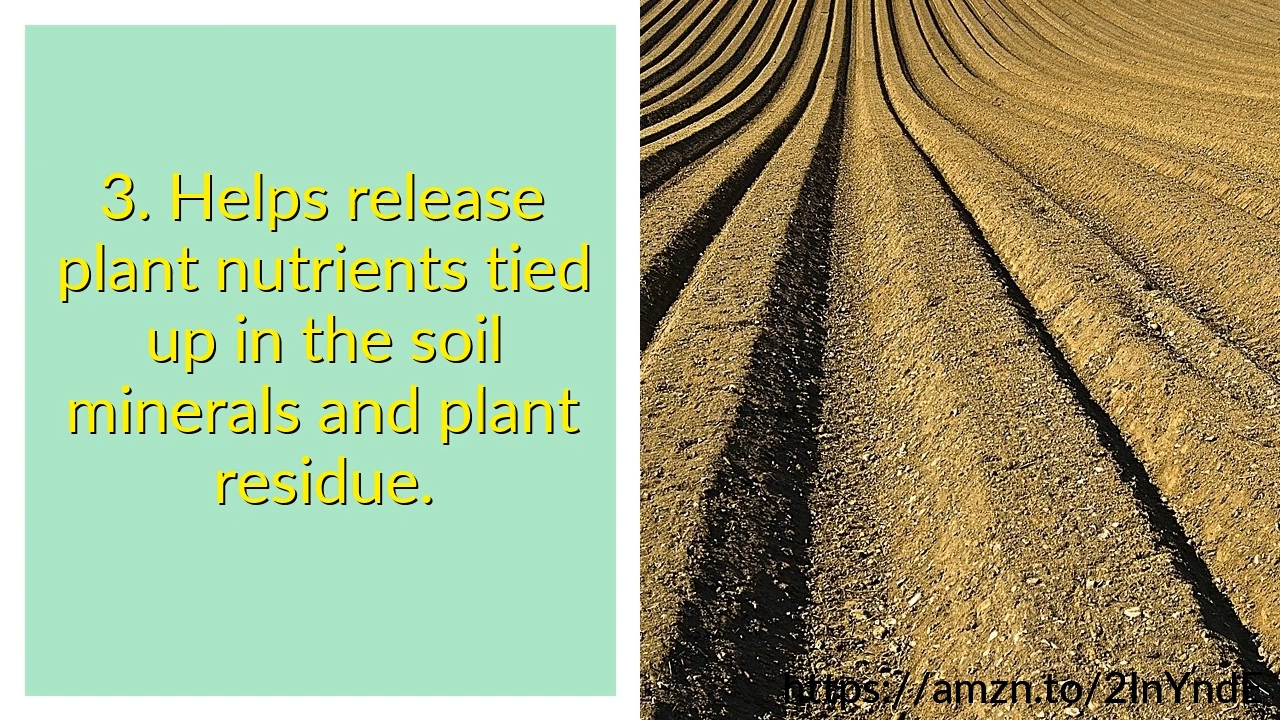 3. Helps release
plant nutrients tied
up in the soil
minerals and plant
residue.